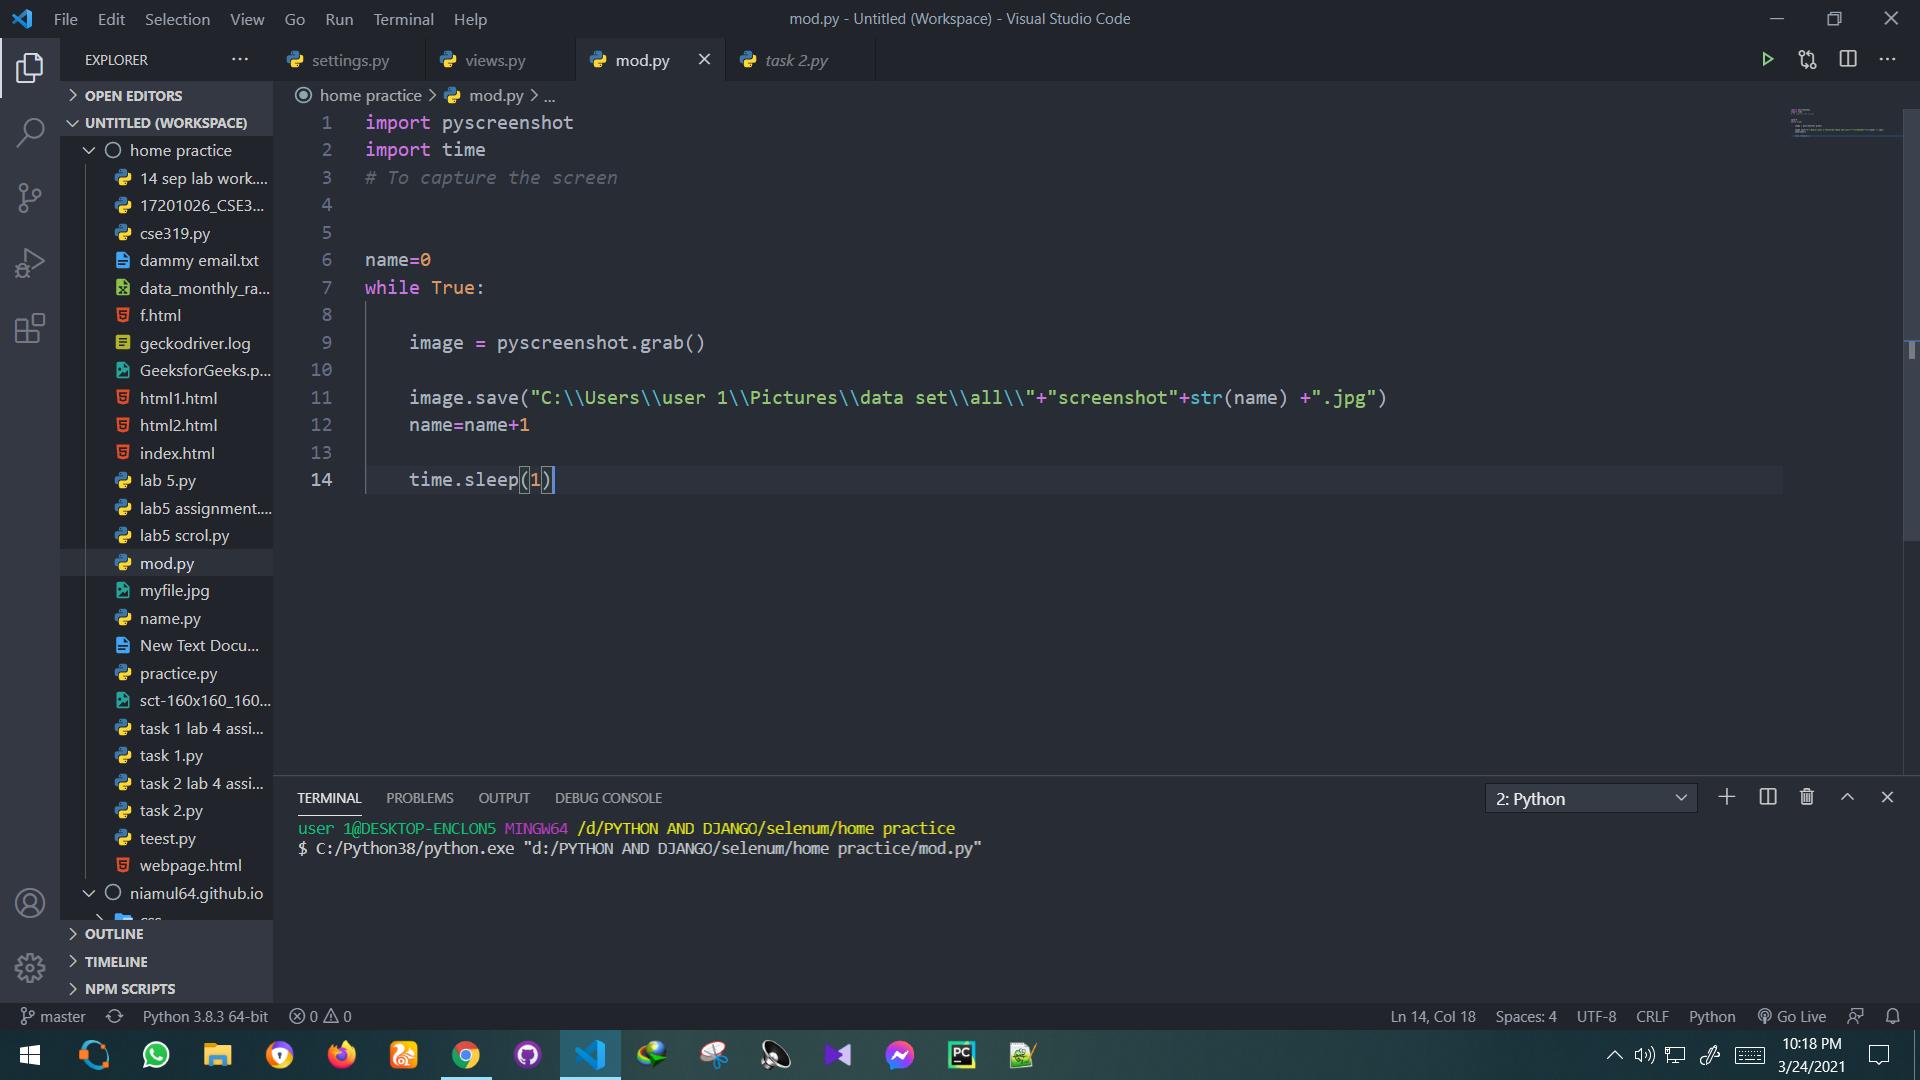 File Edit Selection View Go Run Terminal Help
mod.py - Untitled (Workspace) - Visual Studio Code
EXPLORER
settings.py
views.py
mod.py
task 2.py
OPEN EDITORS
UNTITLED (WORKSPACE)
home practice
14 sep lab work....
17201026_CSE3...
cse319.py
dammy email.txt
data_monthly_ra...
f.html
geckodriver.log
GeeksforGeeks.p...
html1.html
html2.html
index.html
lab 5.py
lab5 assignment....
lab5 scrol.py
mod.py
myfile.jpg
name.py
New Text Docu...
practice.py
sct-160x160_160...
task 1 lab 4 assi...
task 1.py
task 2 lab 4 assi...
task 2.py
teest.py
webpage.html
niamul64.github.io
css
OUTLINE
TIMELINE
NPM SCRIPTS
home practice > mod.py > ...
1 import pyscreenshot
2 import time
3 # To capture the screen
4
5
6 name=0
7 while True:
8
9 image = pyscreenshot.grab()
10
11 image.save("C:\\Users\\user 1\\Pictures\\data set\\all\\"+"screenshot"+str(name) +".jpg")
12 name=name+1
13
14 time.sleep(1)
TERMINAL PROBLEMS OUTPUT DEBUG CONSOLE
2: Python
user 1@DESKTOP-ENCLON5 MINGW64 /d/PYTHON AND DJANGO/selenum/home practice
$ C:/Python38/python.exe "d:/PYTHON AND DJANGO/selenum/home practice/mod.py"
master
Python 3.8.3 64-bit
0 0
Ln 14, Col 18
Spaces: 4
UTF-8
CRLF
Python
Go Live
PC
10:18 PM
3/24/2021